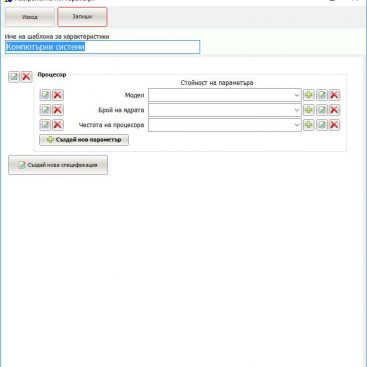 Изход
Запиши
Име на шаблона за характеристики
Компютърни системи
Процесор
Стойност на параметъра
Модел
Брой на ядрата
Честота на процесора
Създай нов параметър
Създай нова спецификация